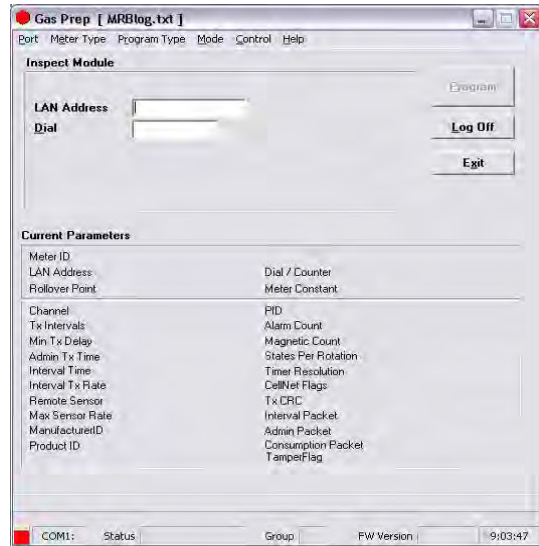 Gas Prep [ MRBlog.txt ]
Port Meter Type Program Type Mode Control Help
Inspect Module
Program
LAN Address
Dial
Log Off
Exit
Current Parameters
Meter ID
LAN Address Dial / Counter
Rollover Point Meter Constant
Channel PID
Tx Intervals Alarm Count
Min Tx Delay Magnetic Count
Admin Tx Time States Per Rotation
Interval Time Timer Resolution
Interval Tx Rate CellNet Flags
Remote Sensor Tx CRC
Max Sensor Rate Interval Packet
ManufacturerID Admin Packet
Product ID Consumption Packet
TamperFlag
COM1: Status Group FW Version 9:03:47